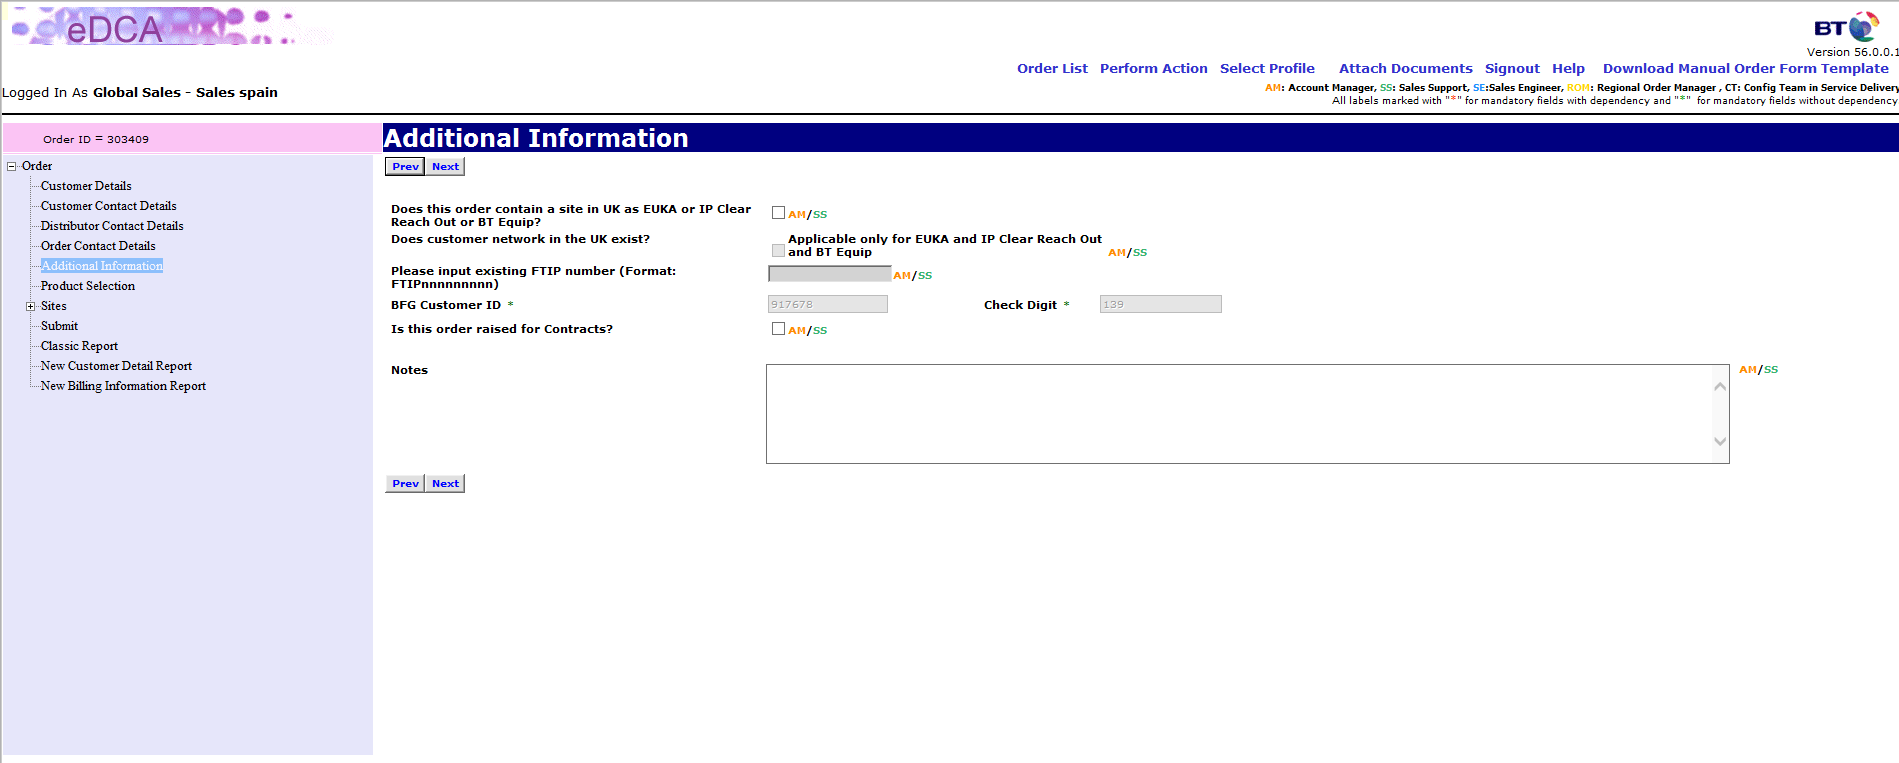 eDCA
BT
Version 56.0.0.1
Order List Perform Action Select Profile Attach Documents Signout Help Download Manual Order Form Template
Logged In As Global Sales - Sales spain
AM: Account Manager, SS: Sales Support, SE:Sales Engineer, ROM: Regional Order Manager , CT: Config Team in Service Delivery
All labels marked with "*" for mandatory fields with dependency and "*" for mandatory fields without dependency
Order ID = 303409
Additional Information
Order
Customer Details
Customer Contact Details
Distributor Contact Details
Order Contact Details
Additional Information
Product Selection
Sites
Submit
Classic Report
New Customer Detail Report
New Billing Information Report
Prev Next
Does this order contain a site in UK as EUKA or IP Clear
Reach Out or BT Equip?
AM/SS
Does customer network in the UK exist?
Applicable only for EUKA and IP Clear Reach Out
and BT Equip
AM/SS
Please input existing FTIP number (Format:
FTIPnnnnnnnnn)
AM/SS
BFG Customer ID * 917678 Check Digit * 139
Is this order raised for Contracts? AM/SS
Notes AM/SS
Prev Next